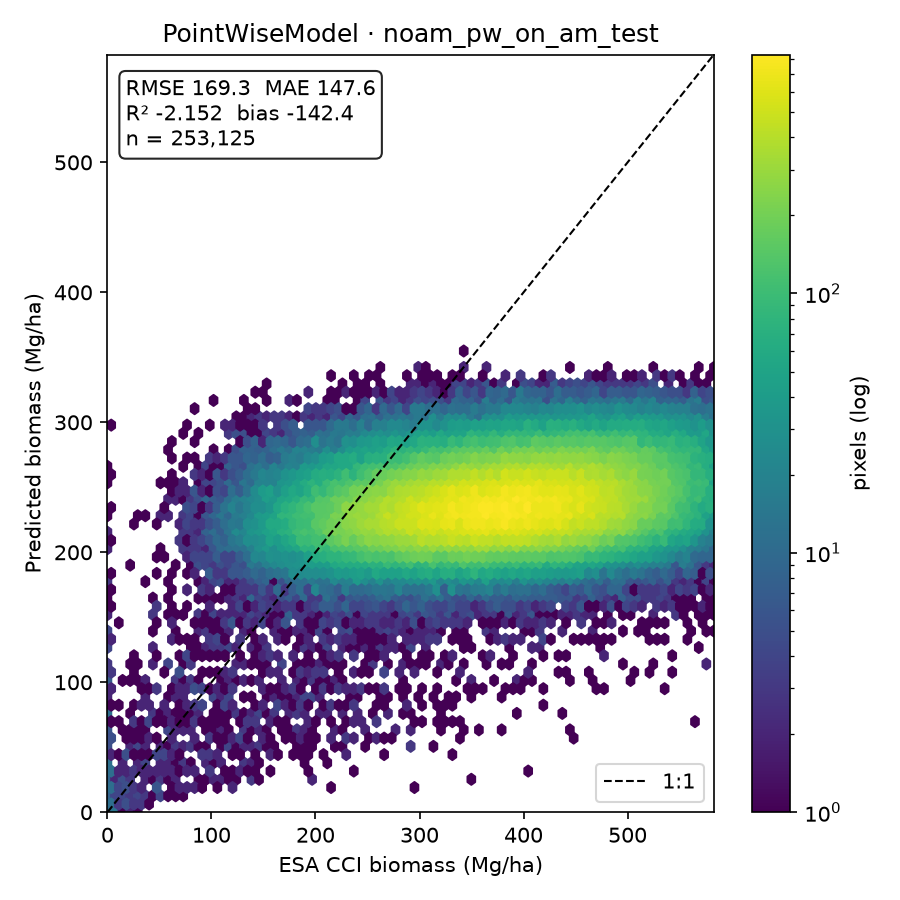 PointWiseModel · noam_pw_on_am_test
RMSE 169.3  MAE 147.6
R² -2.152  bias -142.4
n = 253,125
500
400
300
200
100
0
Predicted biomass (Mg/ha)
0 100 200 300 400 500
ESA CCI biomass (Mg/ha)
1:1
10²
10¹
10⁰
pixels (log)